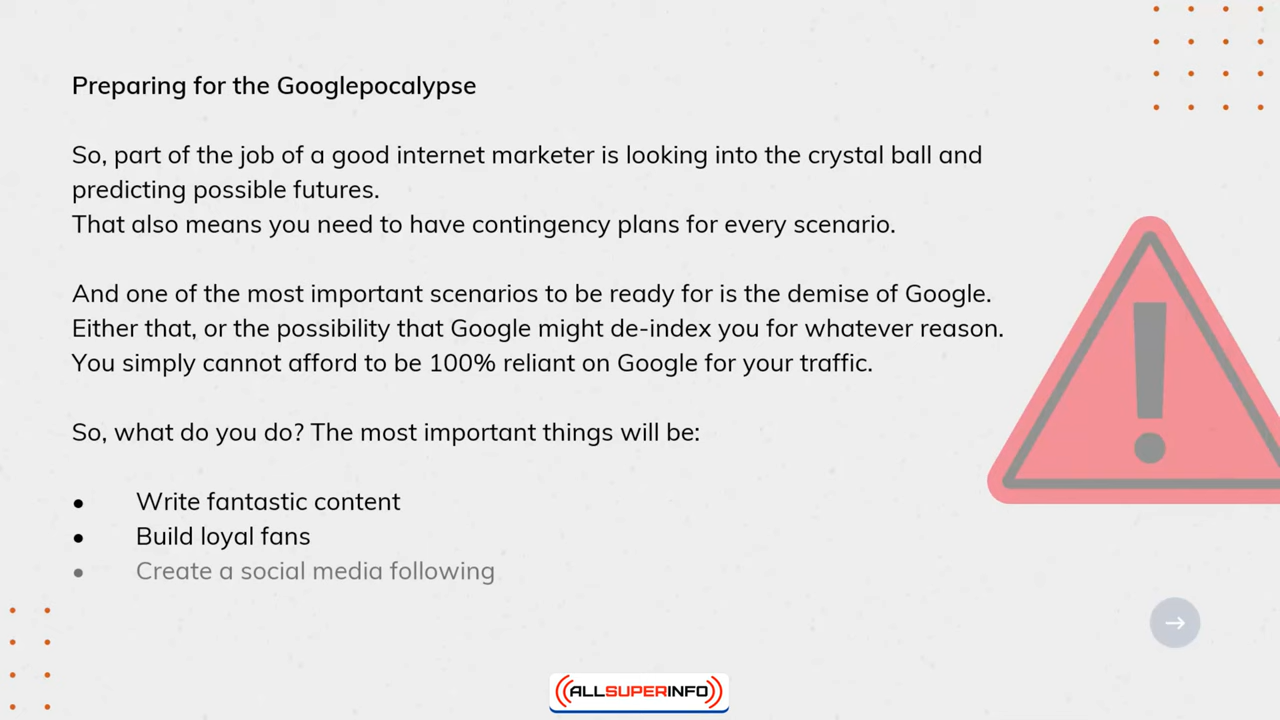 Preparing for the Googlepocalypse
So, part of the job of a good internet marketer is looking into the crystal ball and
predicting possible futures.
That also means you need to have contingency plans for every scenario.
And one of the most important scenarios to be ready for is the demise of Google.
Either that, or the possibility that Google might de-index you for whatever reason.
You simply cannot afford to be 100% reliant on Google for your traffic.
So, what do you do? The most important things will be:
• Write fantastic content
• Build loyal fans
• Create a social media following
ALLSUPERINFO